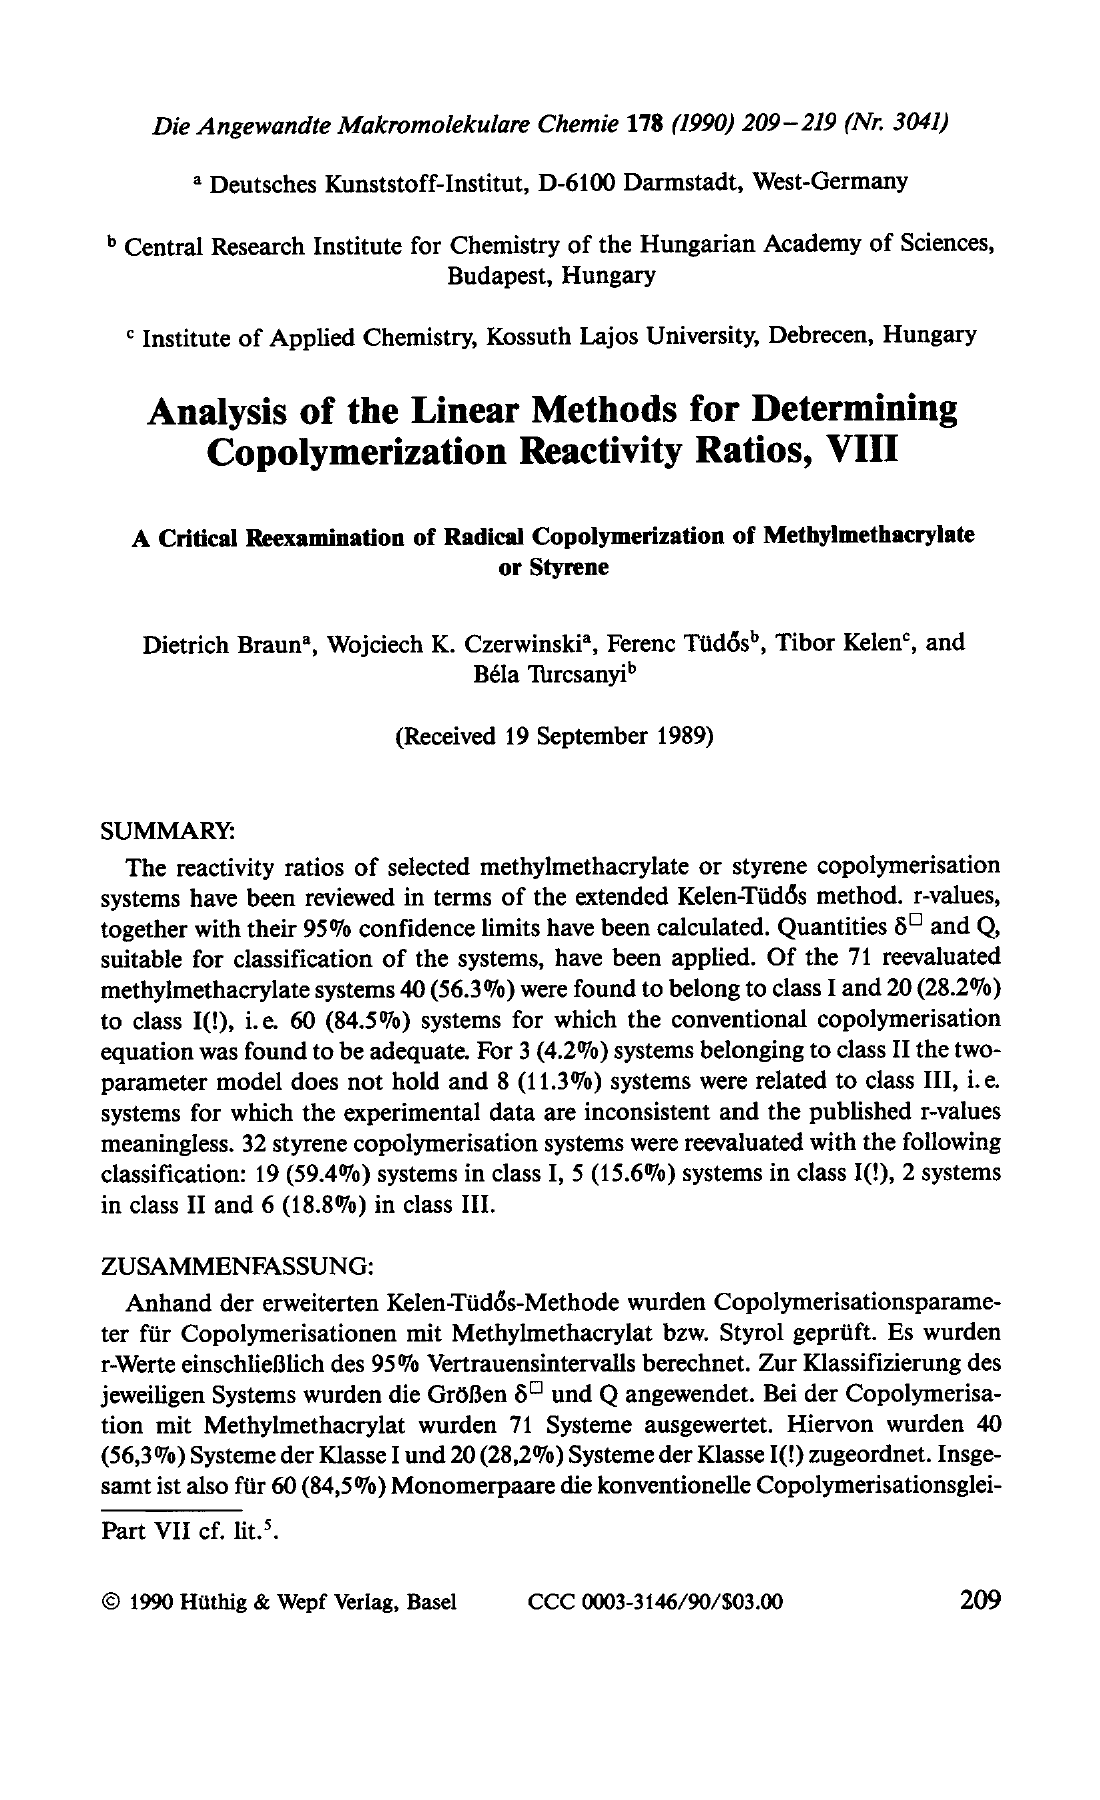 Die Angewandte Makromolekulare Chemie 178 (1990) 209–219 (Nr. 3041)
ᵃ Deutsches Kunststoff-Institut, D-6100 Darmstadt, West-Germany
ᵇ Central Research Institute for Chemistry of the Hungarian Academy of Sciences,
Budapest, Hungary
ᶜ Institute of Applied Chemistry, Kossuth Lajos University, Debrecen, Hungary
Analysis of the Linear Methods for Determining
Copolymerization Reactivity Ratios, VIII
A Critical Reexamination of Radical Copolymerization of Methylmethacrylate
or Styrene
Dietrich Braunᵃ, Wojciech K. Czerwinskiᵃ, Ferenc Tüdősᵇ, Tibor Kelenᶜ, and
Béla Turcsanyiᵇ
(Received 19 September 1989)
SUMMARY:
The reactivity ratios of selected methylmethacrylate or styrene copolymerisation
systems have been reviewed in terms of the extended Kelen-Tüdős method. r-values,
together with their 95% confidence limits have been calculated. Quantities δ□ and Q,
suitable for classification of the systems, have been applied. Of the 71 reevaluated
methylmethacrylate systems 40 (56.3%) were found to belong to class I and 20 (28.2%)
to class I(!), i.e. 60 (84.5%) systems for which the conventional copolymerisation
equation was found to be adequate. For 3 (4.2%) systems belonging to class II the two-
parameter model does not hold and 8 (11.3%) systems were related to class III, i.e.
systems for which the experimental data are inconsistent and the published r-values
meaningless. 32 styrene copolymerisation systems were reevaluated with the following
classification: 19 (59.4%) systems in class I, 5 (15.6%) systems in class I(!), 2 systems
in class II and 6 (18.8%) in class III.
ZUSAMMENFASSUNG:
Anhand der erweiterten Kelen-Tüdős-Methode wurden Copolymerisationsparame-
ter für Copolymerisationen mit Methylmethacrylat bzw. Styrol geprüft. Es wurden
r-Werte einschließlich des 95% Vertrauensintervalls berechnet. Zur Klassifizierung des
jeweiligen Systems wurden die Größen δ□ und Q angewendet. Bei der Copolymerisa-
tion mit Methylmethacrylat wurden 71 Systeme ausgewertet. Hiervon wurden 40
(56,3%) Systeme der Klasse I und 20 (28,2%) Systeme der Klasse I(!) zugeordnet. Insge-
samt ist also für 60 (84,5%) Monomerpaare die konventionelle Copolymerisationsglei-
Part VII cf. lit.⁵.
© 1990 Hüthig & Wepf Verlag, Basel CCC 0003-3146/90/$03.00 209